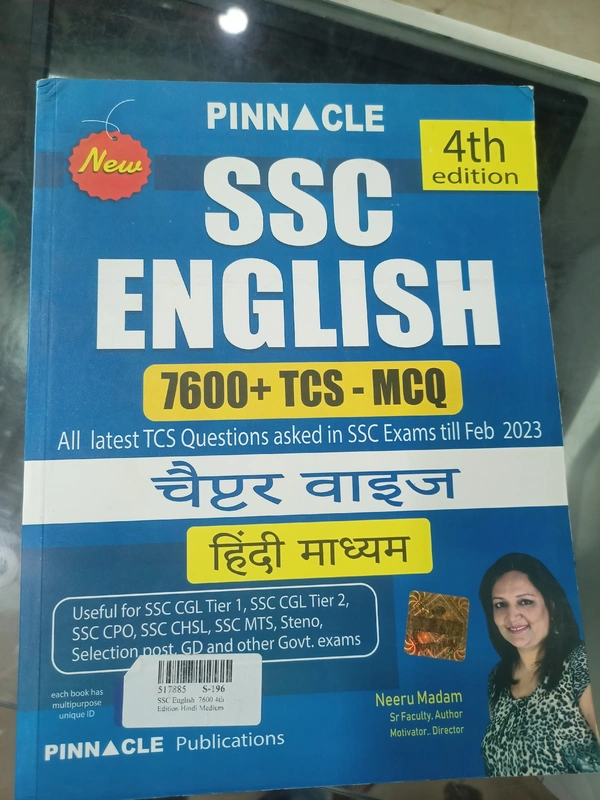 PINNACLE
New
4th
edition
SSC
ENGLISH
7600+ TCS - MCQ
All latest TCS Questions asked in SSC Exams till Feb 2023
चैप्टर वाइज
हिंदी माध्यम
Useful for SSC CGL Tier 1, SSC CGL Tier 2,
SSC CPO, SSC CHSL, SSC MTS, Steno,
Selection post, GD and other Govt. exams
517885 S-196
SSC English 7600 4th
Edition Hindi Medium
each book has
multipurpose
unique ID
Neeru Madam
Sr Faculty, Author
Motivator.. Director
PINNACLE Publications